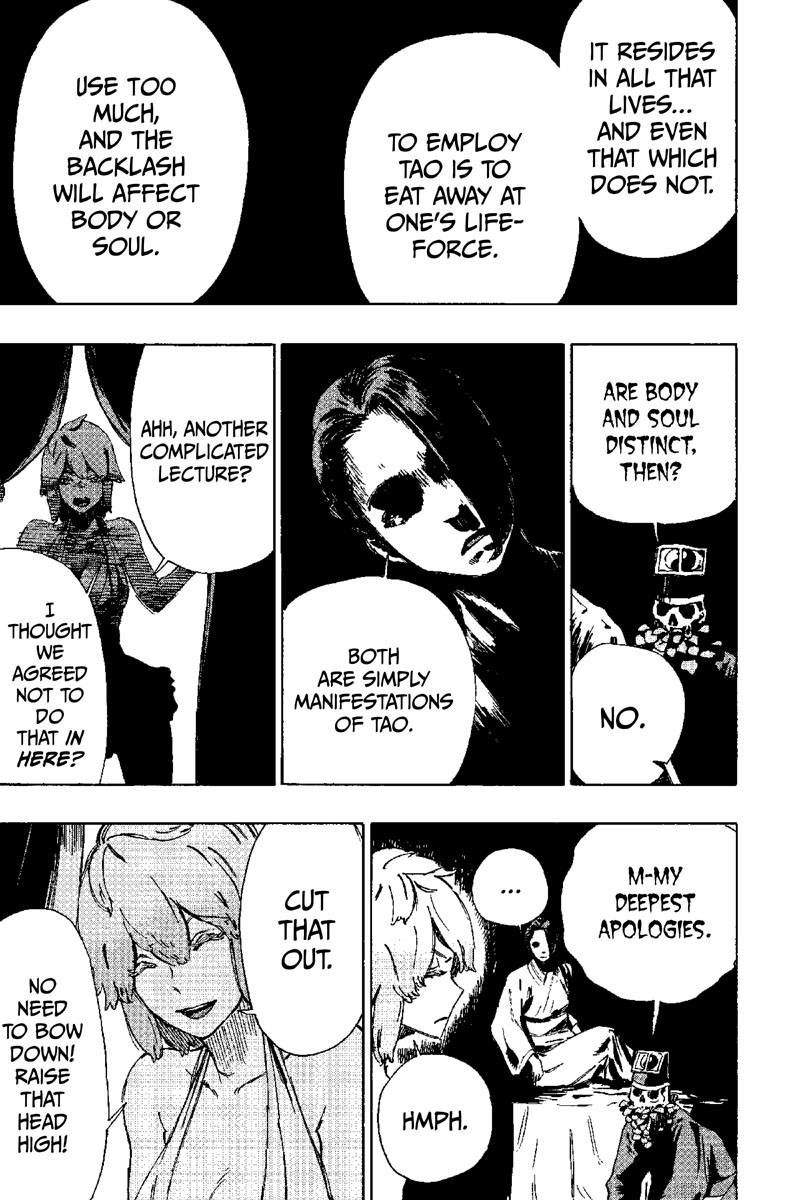 IT RESIDES
IN ALL THAT
LIVES...
AND EVEN
THAT WHICH
DOES NOT.
TO EMPLOY
TAO IS TO
EAT AWAY AT
ONE'S LIFE-
FORCE.
USE TOO
MUCH,
AND THE
BACKLASH
WILL AFFECT
BODY OR
SOUL.
ARE BODY
AND SOUL
DISTINCT,
THEN?
NO.
BOTH
ARE SIMPLY
MANIFESTATIONS
OF TAO.
AHH, ANOTHER
COMPLICATED
LECTURE?
I
THOUGHT
WE
AGREED
NOT TO
DO
THAT IN
HERE?
M-MY
DEEPEST
APOLOGIES.
...
HMPH.
CUT
THAT
OUT.
NO
NEED
TO BOW
DOWN!
RAISE
THAT
HEAD
HIGH!